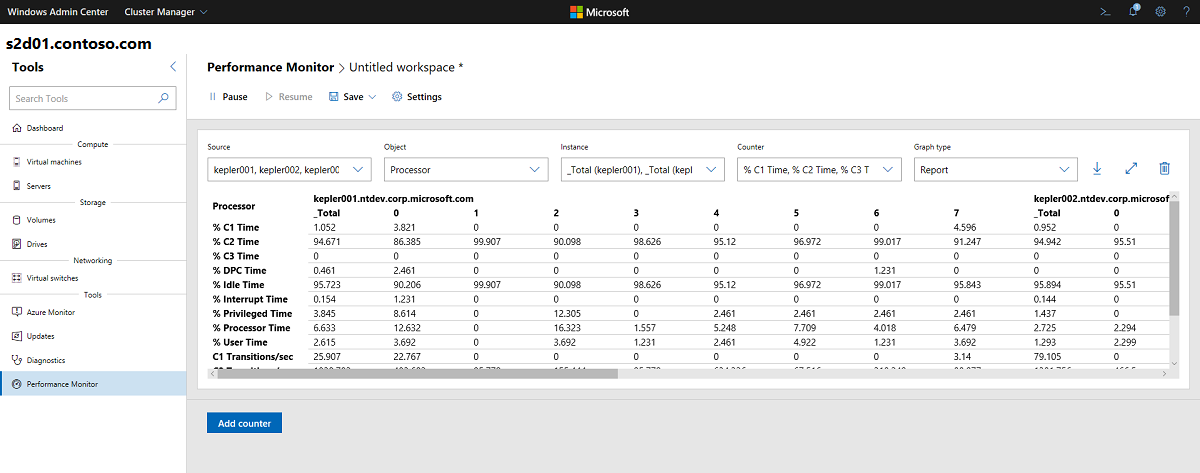 Windows Admin Center Cluster Manager Microsoft 1
s2d01.contoso.com
Tools
Search Tools
Dashboard
Compute
Virtual machines
Servers
Storage
Volumes
Drives
Networking
Virtual switches
Tools
Azure Monitor
Updates
Diagnostics
Performance Monitor
Performance Monitor > Untitled workspace *
Pause Resume Save Settings
Source Object Instance Counter Graph type
kepler001, kepler002, kepler00 Processor _Total (kepler001), _Total (kepl % C1 Time, % C2 Time, % C3 T Report
kepler001.ntdev.corp.microsoft.com kepler002.ntdev.corp.microsof
Processor _Total 0 1 2 3 4 5 6 7 _Total 0
% C1 Time 1.052 3.821 0 0 0 0 0 0 4.596 0.952 0
% C2 Time 94.671 86.385 99.907 90.098 98.626 95.12 96.972 99.017 91.247 94.942 95.51
% C3 Time 0 0 0 0 0 0 0 0 0 0 0
% DPC Time 0.461 2.461 0 0 0 0 0 1.231 0 0 0
% Idle Time 95.723 90.206 99.907 90.098 98.626 95.12 96.972 99.017 95.843 95.894 95.51
% Interrupt Time 0.154 1.231 0 0 0 0 0 0 0 0.144 0
% Privileged Time 3.845 8.614 0 12.305 0 2.461 2.461 2.461 2.461 1.437 0
% Processor Time 6.633 12.632 0 16.323 1.557 5.248 7.709 4.018 6.479 2.725 2.294
% User Time 2.615 3.692 0 3.692 1.231 2.461 4.922 1.231 3.692 1.293 2.299
C1 Transitions/sec 25.907 22.767 0 0 0 0 0 0 3.14 79.105 0
Add counter